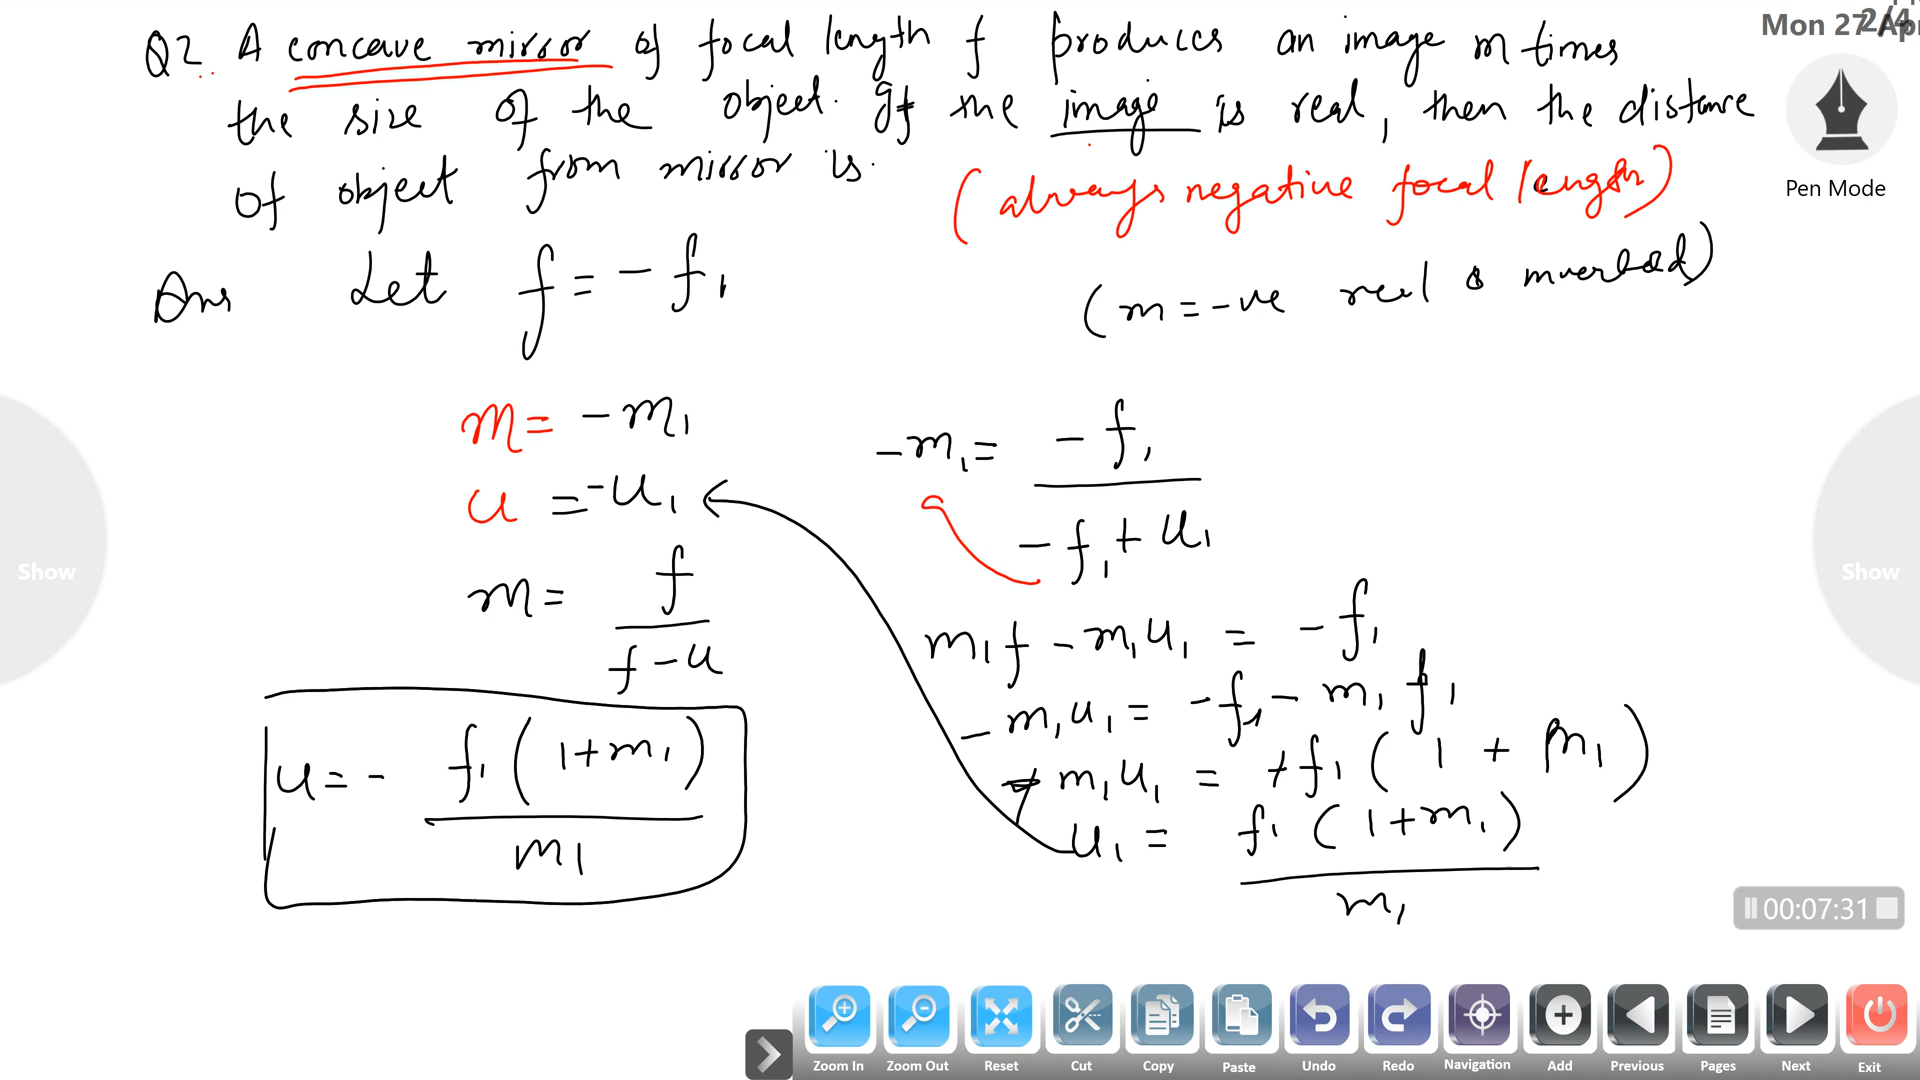 Mon 27 Ap
2/4
Q2. A concave mirror of focal length f produces an image m times
the size of the object. If the image is real, then the distance
of object from mirror is.
(always negative focal length)
Pen Mode
Ans Let f = - f₁
(m = -ve real & inverted)
m = - m₁
u = - u₁
m = f / (f - u)
u = - f₁ (1 + m₁) / m₁
- m₁ = - f₁ / (- f₁ + u₁)
m₁f - m₁u₁ = - f₁
- m₁u₁ = - f₁ - m₁f₁
+ m₁u₁ = + f₁ (1 + m₁)
u₁ = f₁ (1 + m₁) / m₁
Show
Show
00:07:31
Zoom In Zoom Out Reset Cut Copy Paste Undo Redo Navigation Add Previous Pages Next Exit